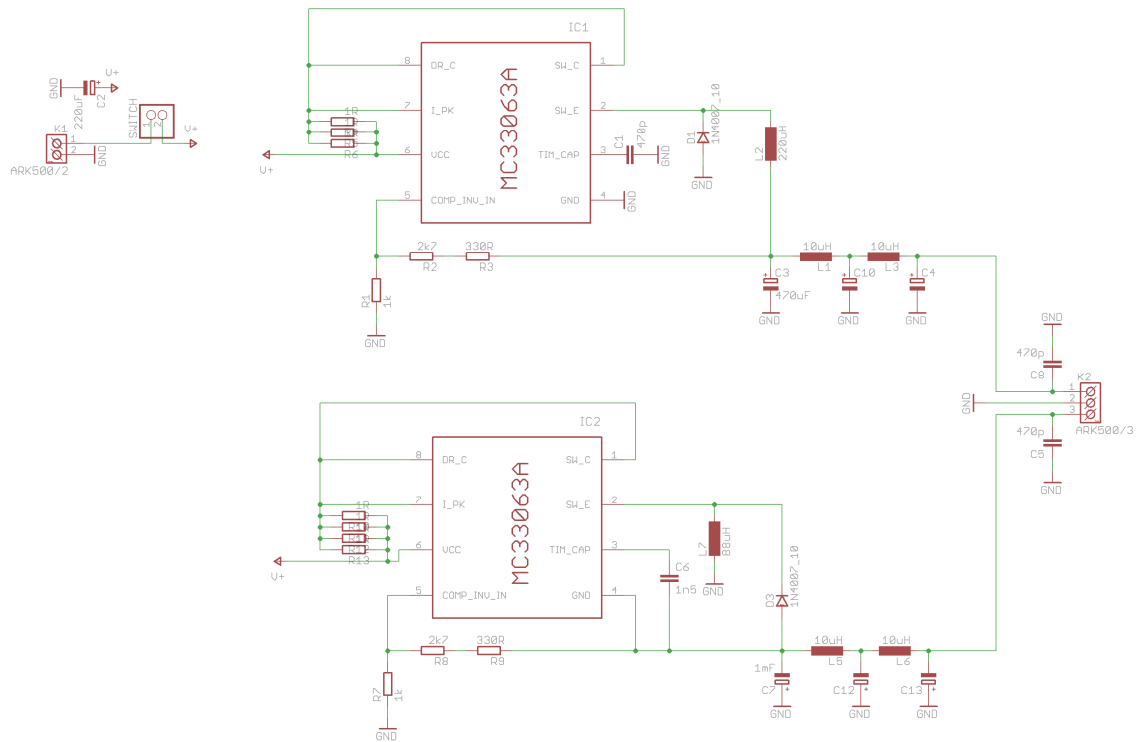 V+
GND
220uF
C2
SWITCH
1
2
V+
K1
1
2
GND
ARK500/2
IC1
MC33063A
8
DR_C
SW_C
1
7
I_PK
SW_E
2
1R
R6
6
VCC
TIM_CAP
3
V+
5
COMP_INV_IN
GND
4
C1
470p
GND
GND
D1
1N4007_10
GND
L2
220uH
2k7
R2
330R
R3
R1
1k
GND
C3
470uF
GND
10uH
L1
C10
GND
10uH
L3
C4
GND
GND
470p
C8
K2
1
2
3
GND
ARK500/3
470p
C5
GND
IC2
MC33063A
8
DR_C
SW_C
1
7
I_PK
SW_E
2
1R
R13
6
VCC
TIM_CAP
3
V+
5
COMP_INV_IN
GND
4
C6
1n5
L7
88uH
GND
D3
1N4007_10
2k7
R8
330R
R9
R7
1k
GND
1mF
C7
GND
10uH
L5
C12
GND
10uH
L6
C13
GND